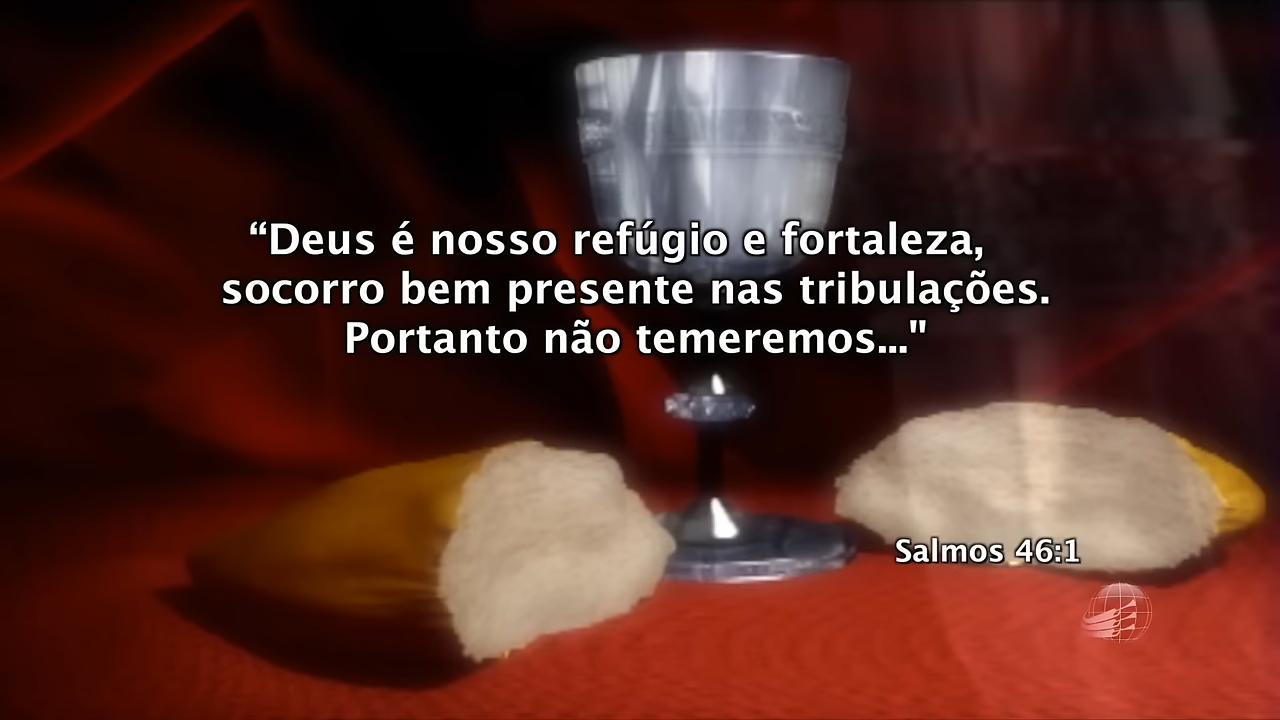 “Deus é nosso refúgio e fortaleza,
socorro bem presente nas tribulações.
Portanto não temeremos..."
Salmos 46:1